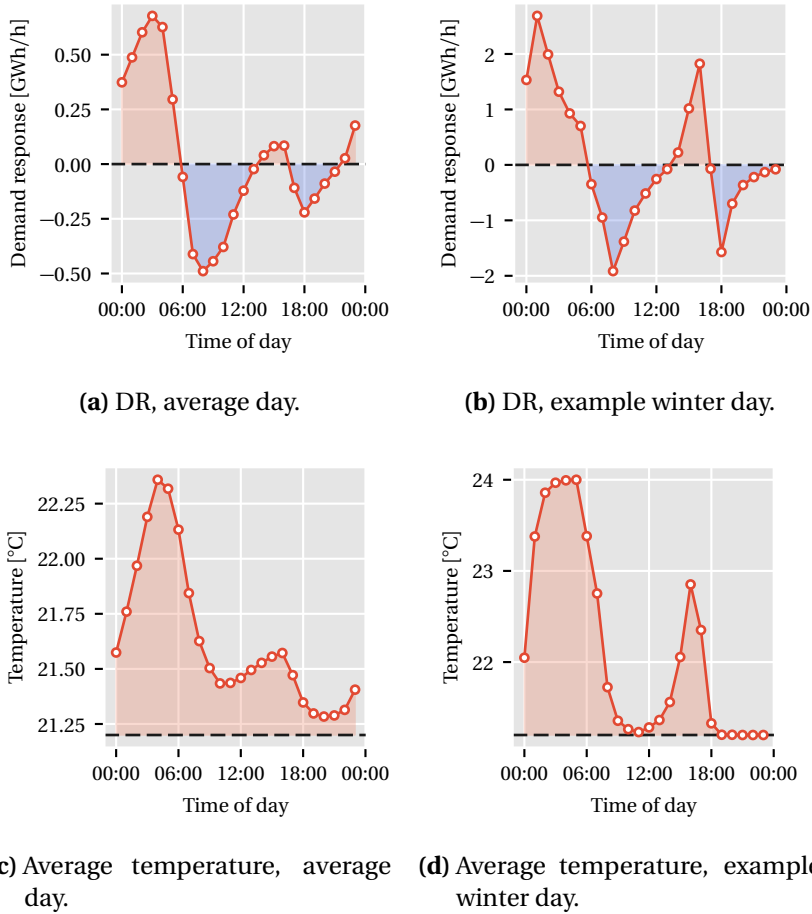 Demand response [GWh/h]
0.50
0.25
0.00
−0.25
−0.50
00:00 06:00 12:00 18:00 00:00
Time of day
(a) DR, average day.
Demand response [GWh/h]
2
1
0
−1
−2
00:00 06:00 12:00 18:00 00:00
Time of day
(b) DR, example winter day.
Temperature [°C]
22.25
22.00
21.75
21.50
21.25
00:00 06:00 12:00 18:00 00:00
Time of day
c) Average temperature, average
day.
Temperature [°C]
24
23
22
00:00 06:00 12:00 18:00 00:00
Time of day
(d) Average temperature, example
winter day.